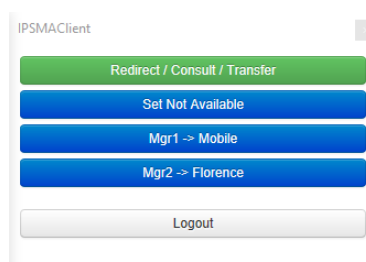 IPSMAClient
Redirect / Consult / Transfer
Set Not Available
Mgr1 -> Mobile
Mgr2 -> Florence
Logout